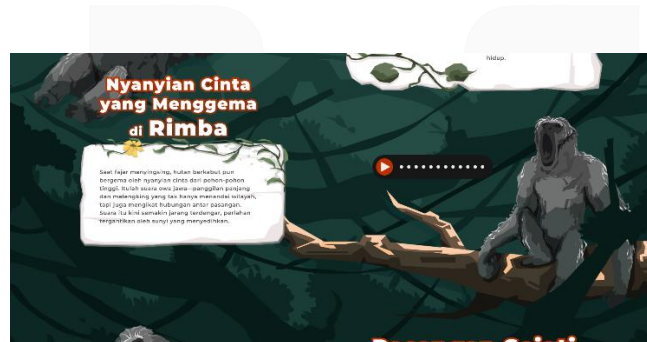 hidup.
Nyanyian Cinta
yang Menggema
di Rimba
Saat fajar menyingsing, hutan berkabut pun
bergema oleh nyanyian cinta dari pohon-pohon
tinggi. Itulah suara owa jawa—panggilan panjang
dan melengking yang tak hanya menandai wilayah,
tapi juga mengikat hubungan antar pasangan.
Suara itu kini semakin jarang terdengar, perlahan
tergantikan oleh sunyi yang menyedihkan.